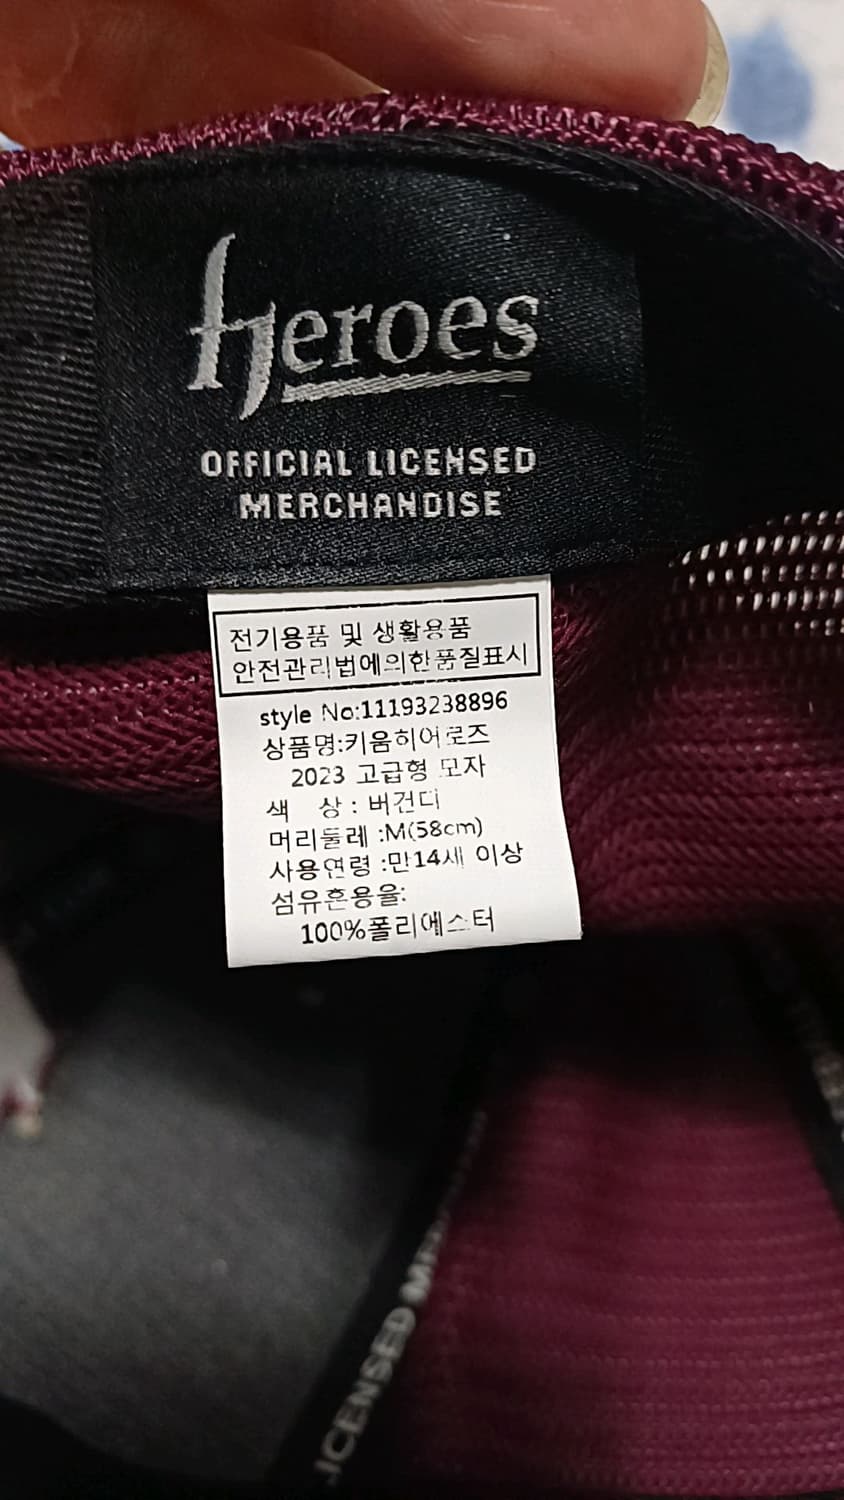 heroes
OFFICIAL LICENSED
MERCHANDISE
전기용품 및 생활용품
안전관리법에의한품질표시
style No:11193238896
상품명:키움히어로즈
2023 고급형 모자
색 상 : 버건디
머리둘레 :M(58cm)
사용연령 :만14세 이상
섬유혼용율:
100%폴리에스터
LICENSED